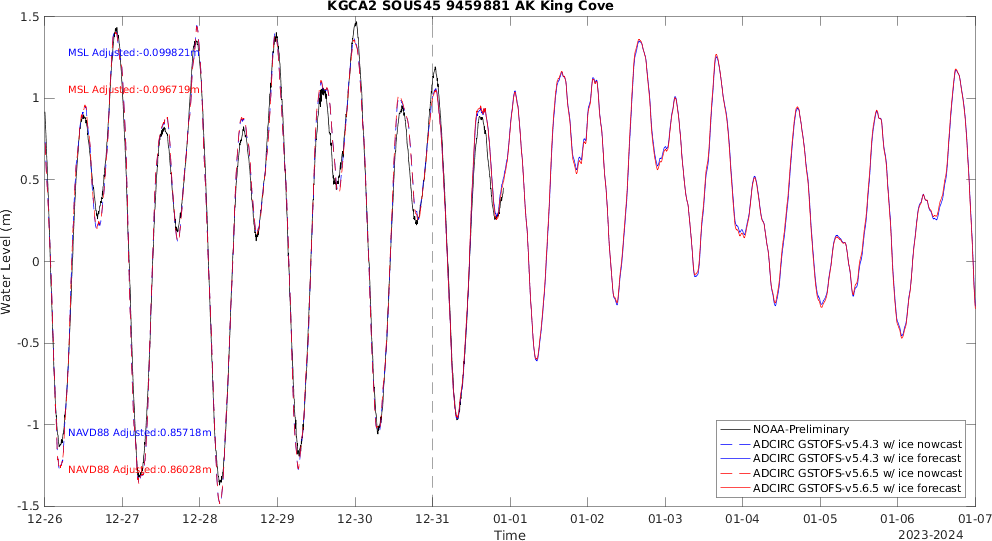 KGCA2 SOUS45 9459881 AK King Cove
Water Level (m)
1.5
1
0.5
0
-0.5
-1
-1.5
MSL Adjusted:-0.099821m
MSL Adjusted:-0.096719m
NAVD88 Adjusted:0.85718m
NAVD88 Adjusted:0.86028m
NOAA-Preliminary
ADCIRC GSTOFS-v5.4.3 w/ ice nowcast
ADCIRC GSTOFS-v5.4.3 w/ ice forecast
ADCIRC GSTOFS-v5.6.5 w/ ice nowcast
ADCIRC GSTOFS-v5.6.5 w/ ice forecast
12-26 12-27 12-28 12-29 12-30 12-31 01-01 01-02 01-03 01-04 01-05 01-06 01-07
Time
2023-2024